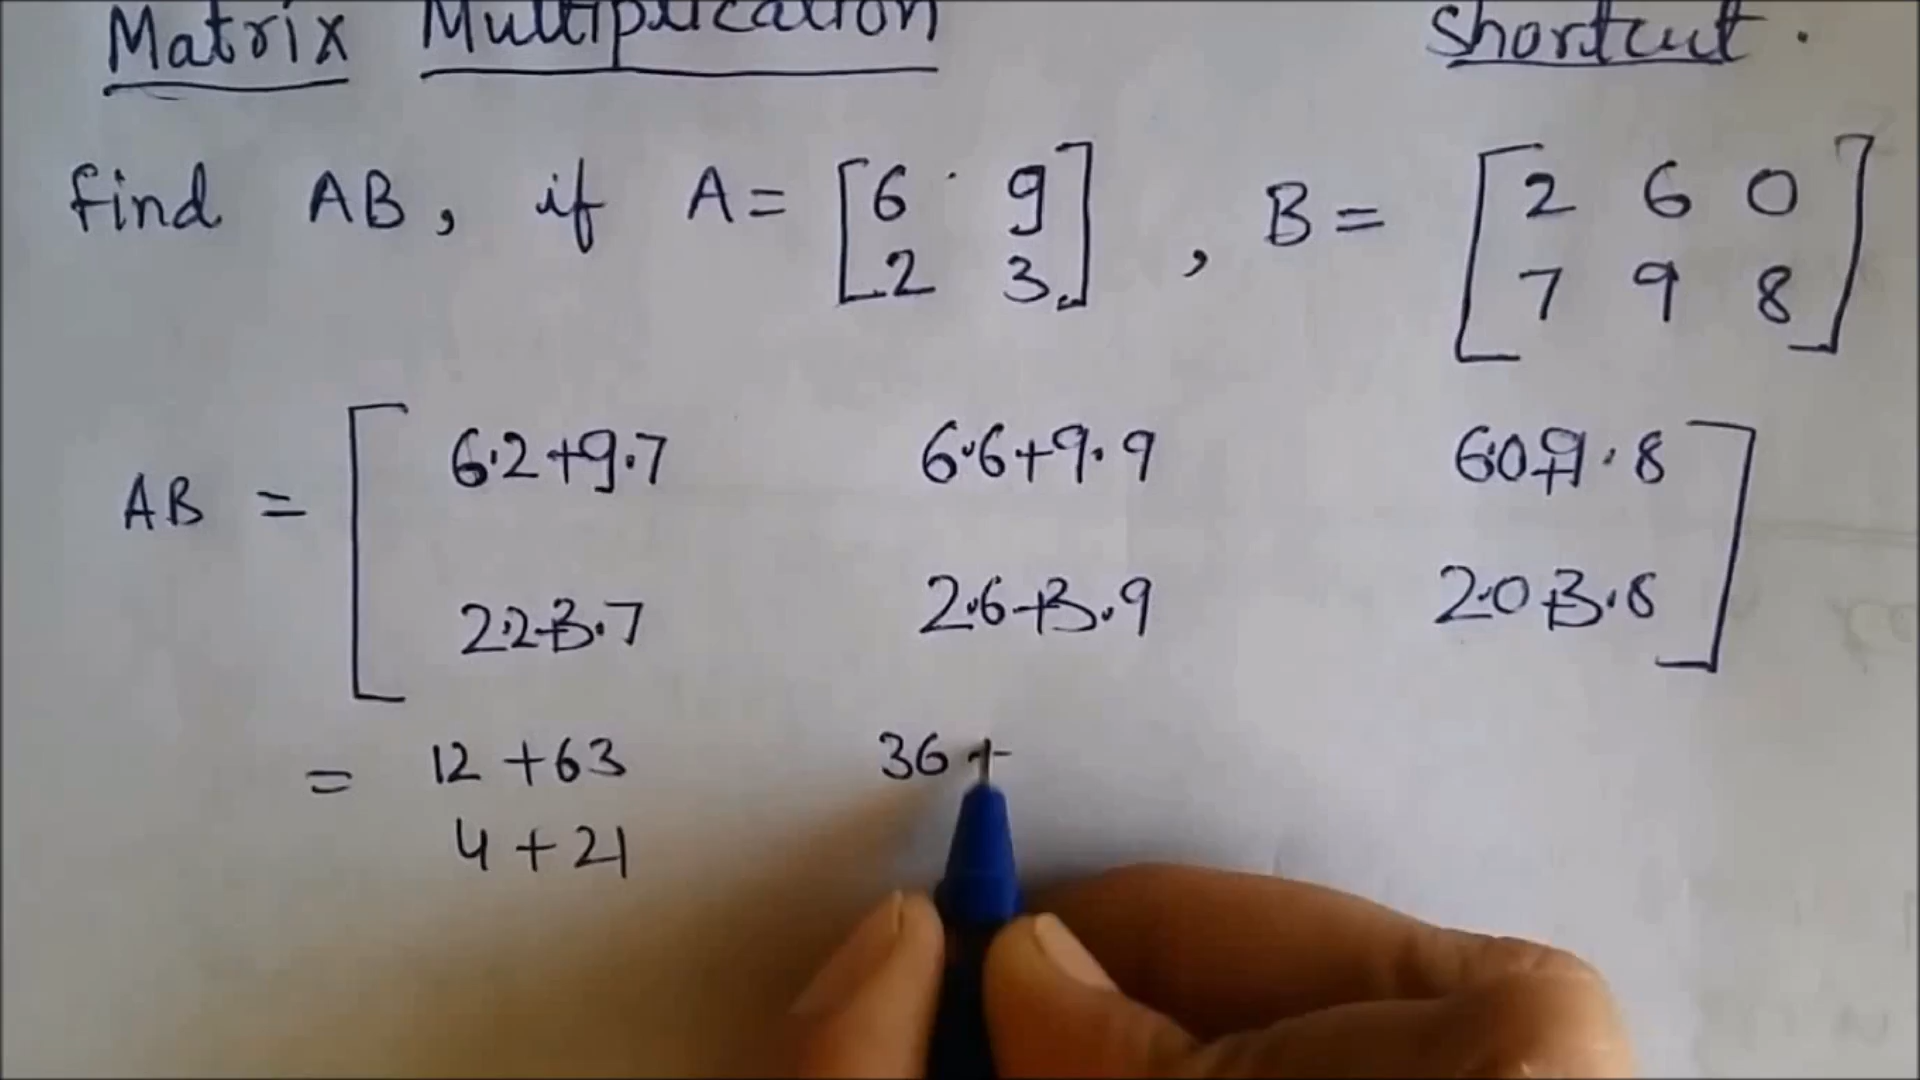 Matrix Multiplication Shortcut.
find AB, if A = [6 9 , B = [2 6 0
2 3] 7 9 8]
AB = [6·2+9·7 6·6+9·9 6·0+9·8
2·2+3·7 2·6+3·9 2·0+3·8]
= 12 +63 36 +
4 + 21